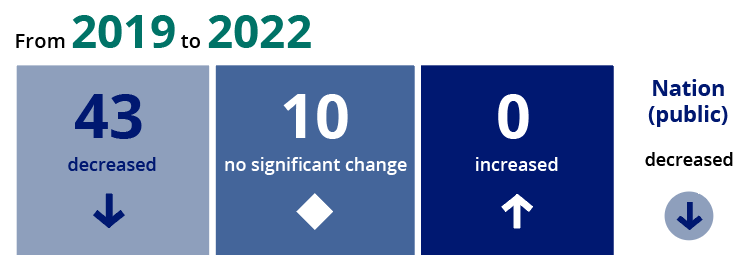 From 2019 to 2022
43
decreased
10
no significant change
0
increased
Nation
(public)
decreased